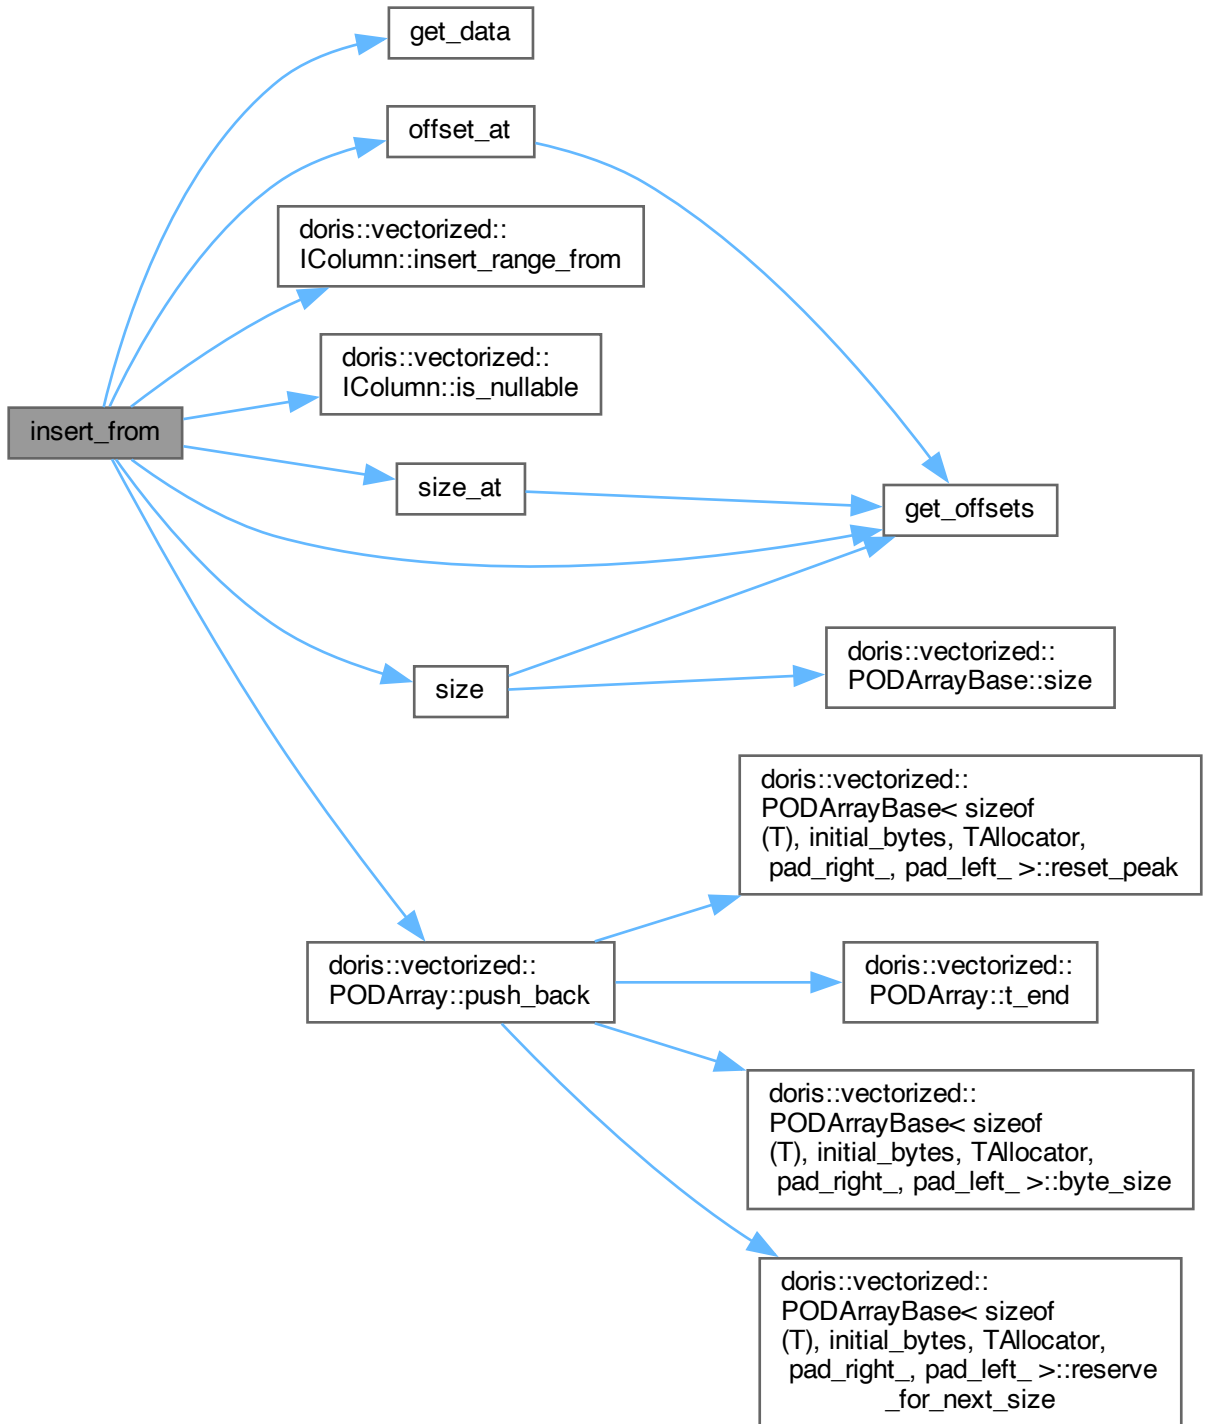 get_data
offset_at
doris::vectorized::
IColumn::insert_range_from
doris::vectorized::
IColumn::is_nullable
insert_from
size_at
get_offsets
size
doris::vectorized::
PODArrayBase::size
doris::vectorized::
PODArrayBase< sizeof
(T), initial_bytes, TAllocator,
pad_right_, pad_left_ >::reset_peak
doris::vectorized::
PODArray::push_back
doris::vectorized::
PODArray::t_end
doris::vectorized::
PODArrayBase< sizeof
(T), initial_bytes, TAllocator,
pad_right_, pad_left_ >::byte_size
doris::vectorized::
PODArrayBase< sizeof
(T), initial_bytes, TAllocator,
pad_right_, pad_left_ >::reserve
_for_next_size